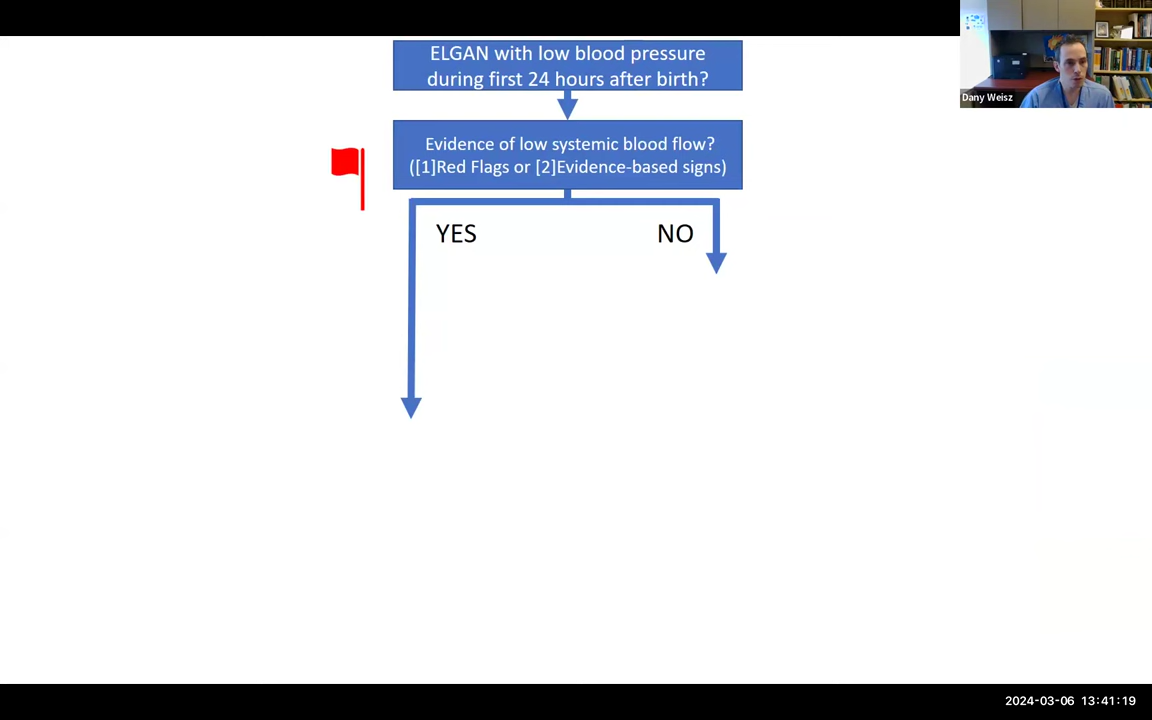 ELGAN with low blood pressure
during first 24 hours after birth?
Dany Weisz
Evidence of low systemic blood flow?
([1]Red Flags or [2]Evidence-based signs)
YES
NO
2024-03-06 13:41:19